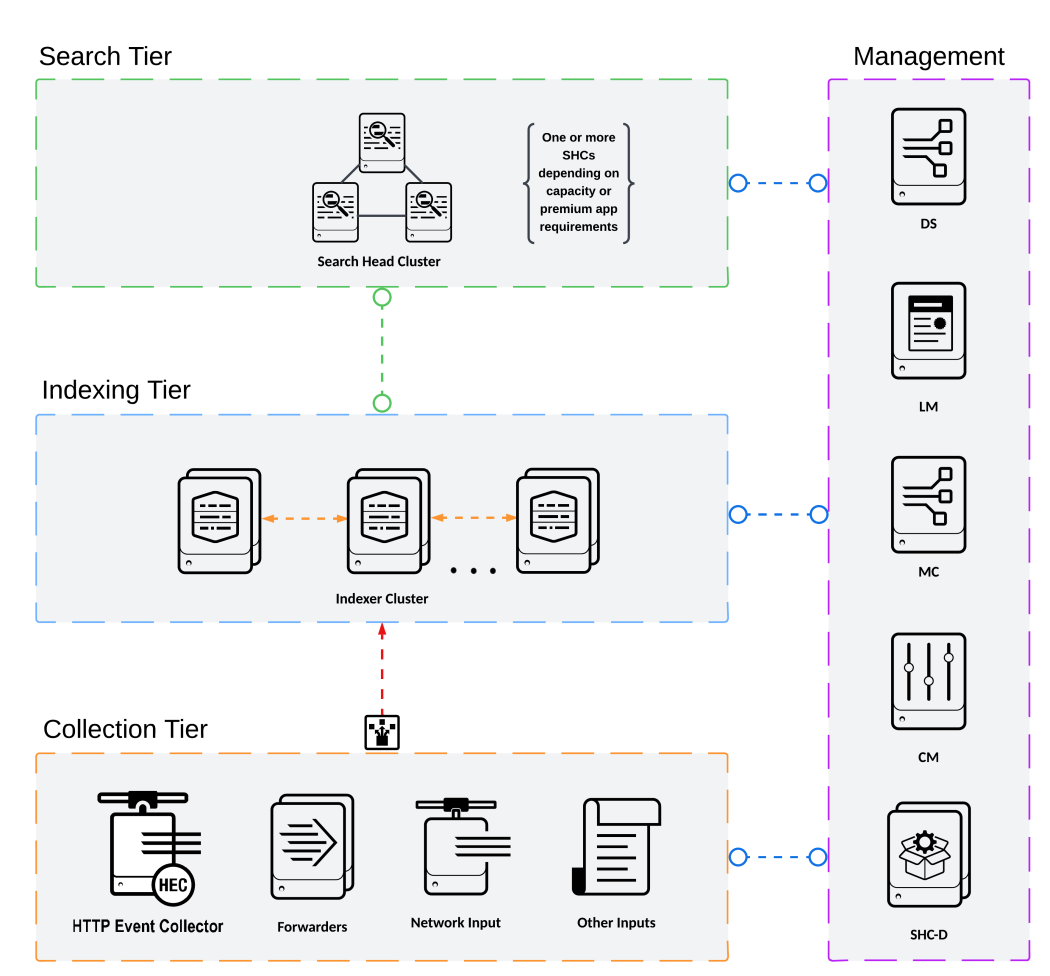 Search Tier
One or more
SHCs
depending on
capacity or
premium app
requirements
Search Head Cluster
Indexing Tier
Indexer Cluster
Collection Tier
HEC
HTTP Event Collector
Forwarders
Network Input
Other Inputs
Management
DS
LM
MC
CM
SHC-D